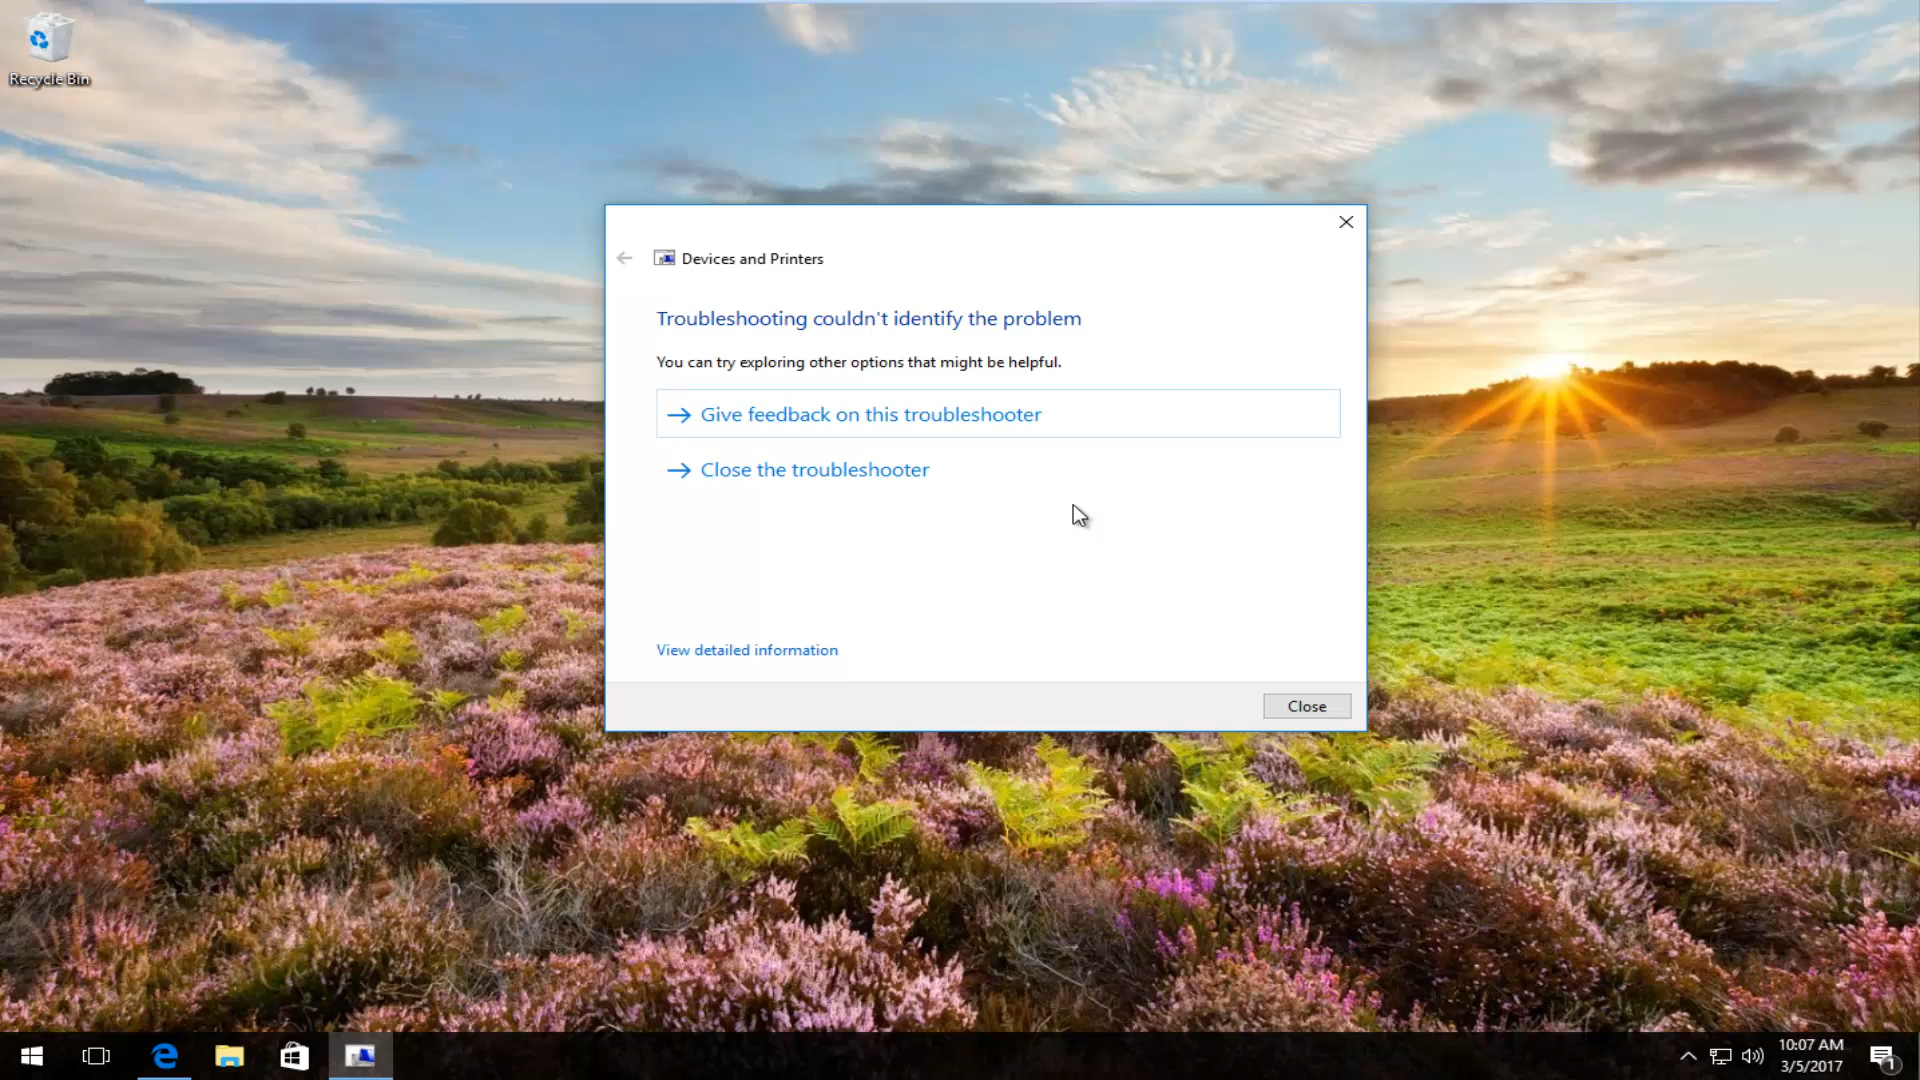 Recycle Bin
Devices and Printers
Troubleshooting couldn't identify the problem
You can try exploring other options that might be helpful.
Give feedback on this troubleshooter
Close the troubleshooter
View detailed information
Close
10:07 AM
3/5/2017
1